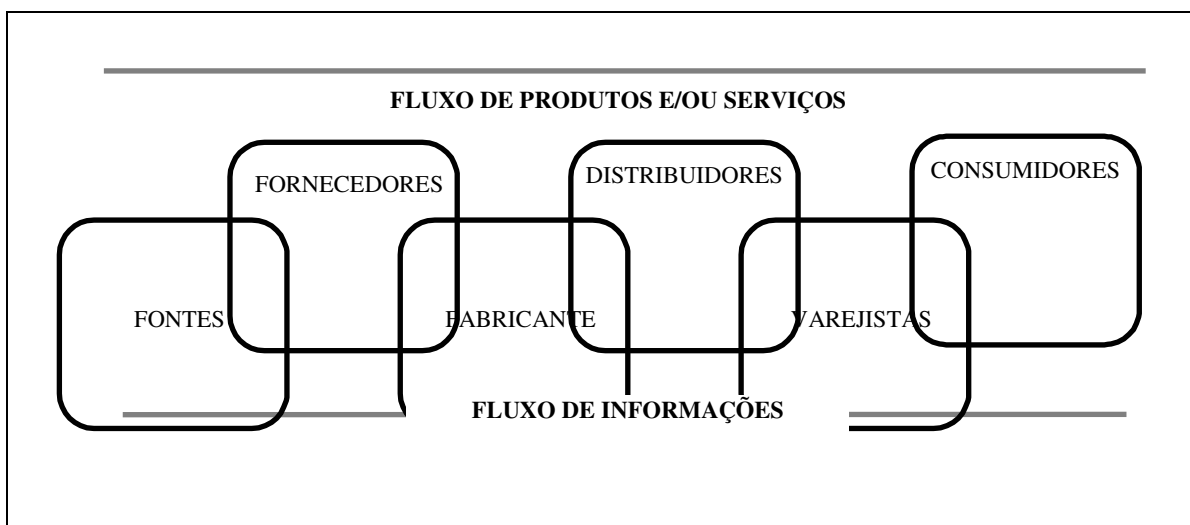 FLUXO DE PRODUTOS E/OU SERVIÇOS
FORNECEDORES
DISTRIBUIDORES
CONSUMIDORES
FONTES
FABRICANTE
VAREJISTAS
FLUXO DE INFORMAÇÕES